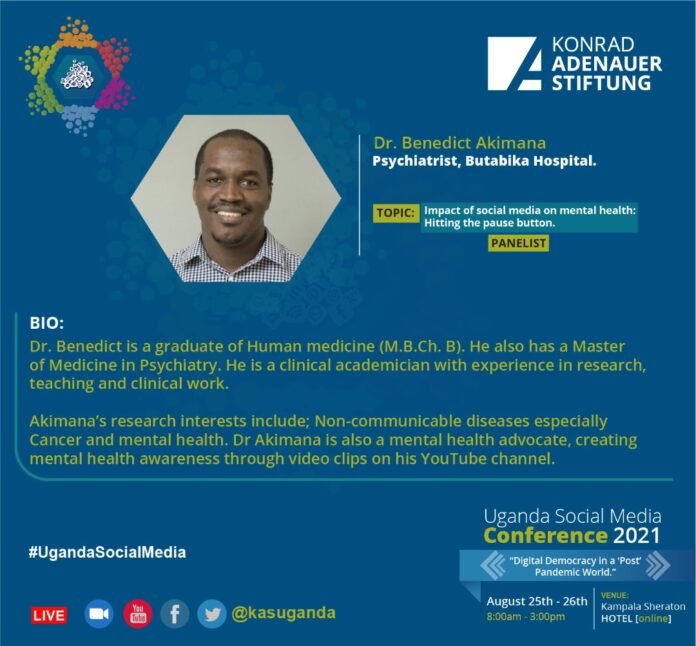 KONRAD
ADENAUER
STIFTUNG
Dr. Benedict Akimana
Psychiatrist, Butabika Hospital.
TOPIC: Impact of social media on mental health:
Hitting the pause button.
PANELIST
BIO:
Dr. Benedict is a graduate of Human medicine (M.B.Ch. B). He also has a Master
of Medicine in Psychiatry. He is a clinical academician with experience in research,
teaching and clinical work.
Akimana's research interests include; Non-communicable diseases especially
Cancer and mental health. Dr Akimana is also a mental health advocate, creating
mental health awareness through video clips on his YouTube channel.
Uganda Social Media
Conference 2021
"Digital Democracy in a 'Post'
Pandemic World."
August 25th - 26th
8:00am - 3:00pm
VENUE:
Kampala Sheraton
HOTEL [online]
#UgandaSocialMedia
LIVE
You
Tube
@kasuganda